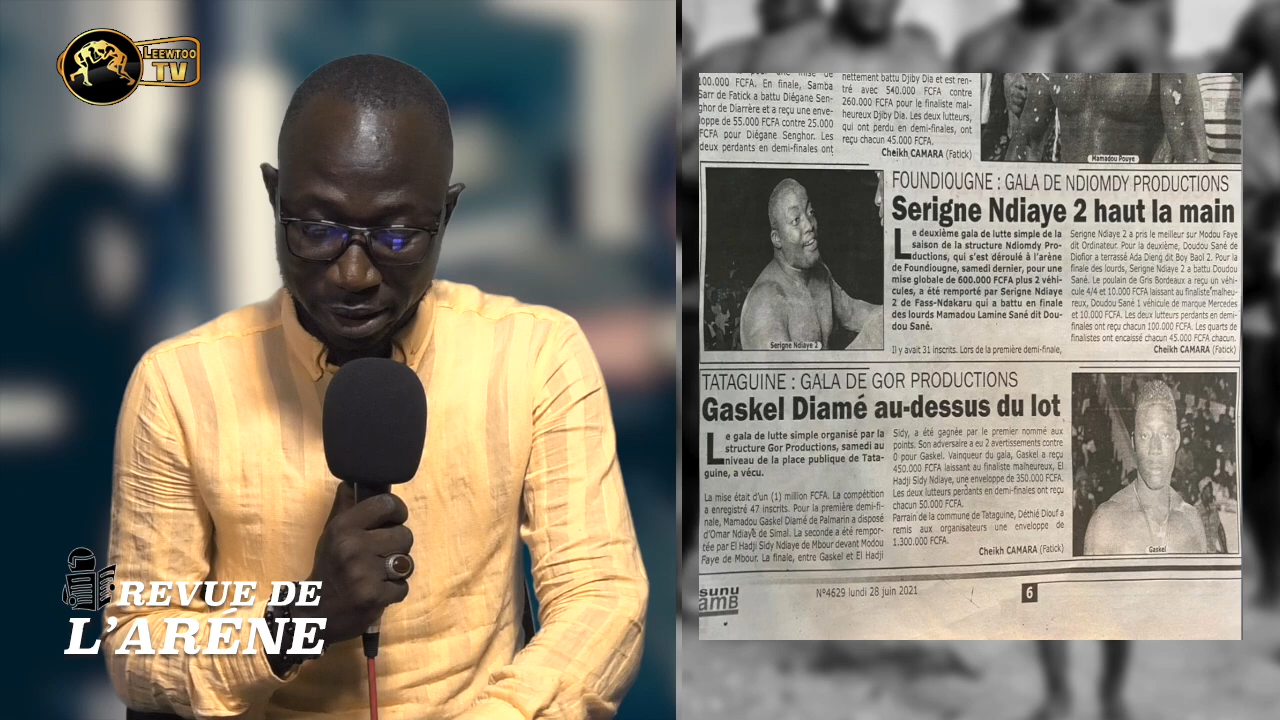 LEEWTOO
TV
REVUE DE
L'ARÉNE
100.000 FCFA. En finale, Samba
Sarr de Fatick a battu Diégane Sen-
ghor de Diarrère et a reçu une enve-
loppe de 55.000 FCFA contre 25.000
FCFA pour Diégane Senghor. Les
deux perdants en demi-finales ont
nettement battu Djiby Dia et est ren-
tré avec 540.000 FCFA contre
260.000 FCFA pour le finaliste mal-
heureux Djiby Dia. Les deux lutteurs,
qui ont perdu en demi-finales, ont
reçu chacun 45.000 FCFA.
Cheikh CAMARA (Fatick)
Mamadou Pouye
FOUNDIOUGNE : GALA DE NDIOMDY PRODUCTIONS
Serigne Ndiaye 2 haut la main
Serigne Ndiaye 2
Le deuxième gala de lutte simple de la
saison de la structure Ndiomdy Pro-
ductions, qui s'est déroulé à l'arène
de Foundiougne, samedi dernier, pour une
mise globale de 600.000 FCFA plus 2 véhi-
cules, a été remporté par Serigne Ndiaye
2 de Fass-Ndakaru qui a battu en finale
des lourds Mamadou Lamine Sané dit Dou-
dou Sané.
Il y avait 31 inscrits. Lors de la première demi-finale,
Serigne Ndiaye 2 a pris le meilleur sur Modou Faye
dit Ordinateur. Pour la deuxième, Doudou Sané de
Diofior a terrassé Ada Dieng dit Boy Baol 2. Pour la
finale des lourds, Serigne Ndiaye 2 a battu Doudou
Sané. Le poulain de Gris Bordeaux a reçu un véhi-
cule 4/4 et 10.000 FCFA laissant au finaliste malheu-
reux, Doudou Sané 1 véhicule de marque Mercedes
et 10.000 FCFA. Les deux lutteurs perdants en demi-
finales ont reçu chacun 100.000 FCFA. Les quarts de
finalistes ont encaissé chacun 45.000 FCFA chacun.
Cheikh CAMARA (Fatick)
TATAGUINE : GALA DE GOR PRODUCTIONS
Gaskel Diamé au-dessus du lot
Le gala de lutte simple organisé par la
structure Gor Productions, samedi au
niveau de la place publique de Tata-
guine, a vécu.
La mise était d'un (1) million FCFA. La compétition
a enregistré 47 inscrits. Pour la première demi-fi-
nale, Mamadou Gaskel Diamé de Palmarin a disposé
d'Omar Ndiaye de Simal. La seconde a été rempor-
tée par El Hadji Sidy Ndiaye de Mbour devant Modou
Faye de Mbour. La finale, entre Gaskel et El Hadji
Sidy, a été gagnée par le premier nommé aux
points. Son adversaire a eu 2 avertissements contre
0 pour Gaskel. Vainqueur du gala, Gaskel a reçu
450.000 FCFA laissant au finaliste malheureux, El
Hadji Sidy Ndiaye, une enveloppe de 350.000 FCFA.
Les deux lutteurs perdants en demi-finales ont reçu
chacun 50.000 FCFA.
Parrain de la commune de Tataguine, Déthié Diouf a
remis aux organisateurs une enveloppe de
1.300.000 FCFA.
Cheikh CAMARA (Fatick)
Gaskel
sunu
lamB
N°4629 lundi 28 juin 2021
6